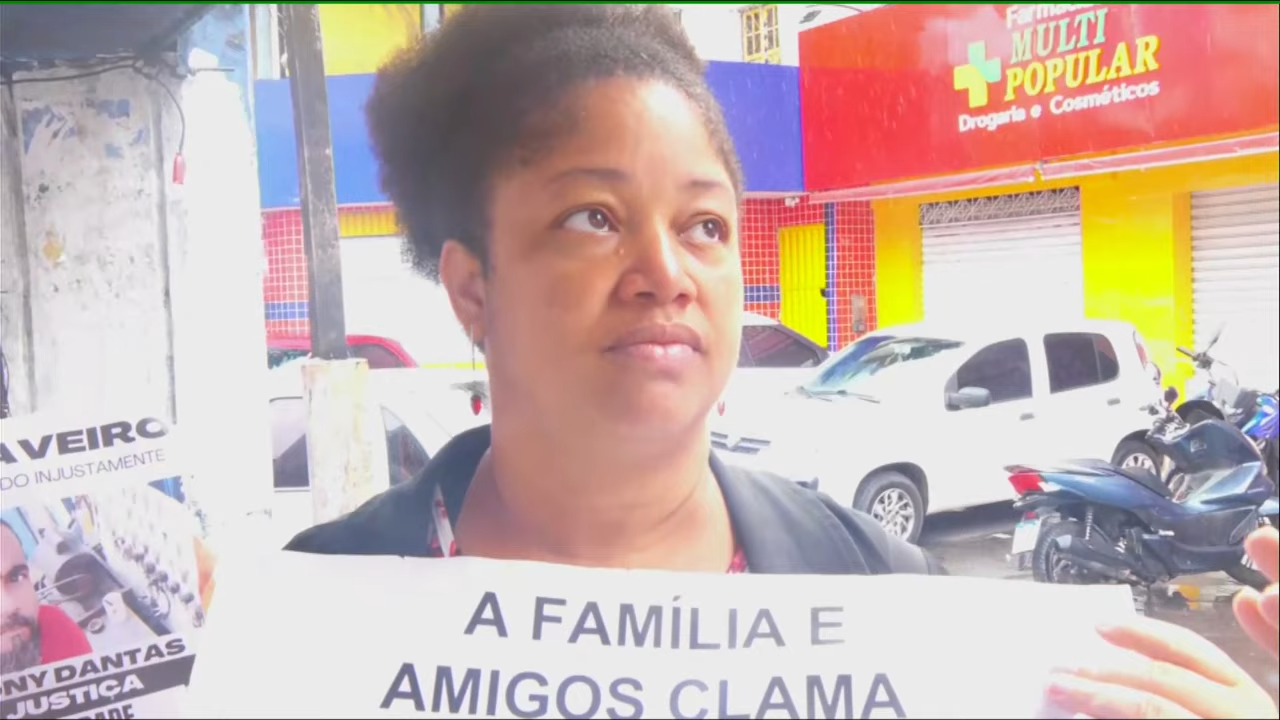 Farmácia
MULTI
POPULAR
Drogaria e Cosméticos
AVEIRO
DO INJUSTAMENTE
NY DANTAS
JUSTIÇA
A FAMÍLIA E
AMIGOS CLAMA